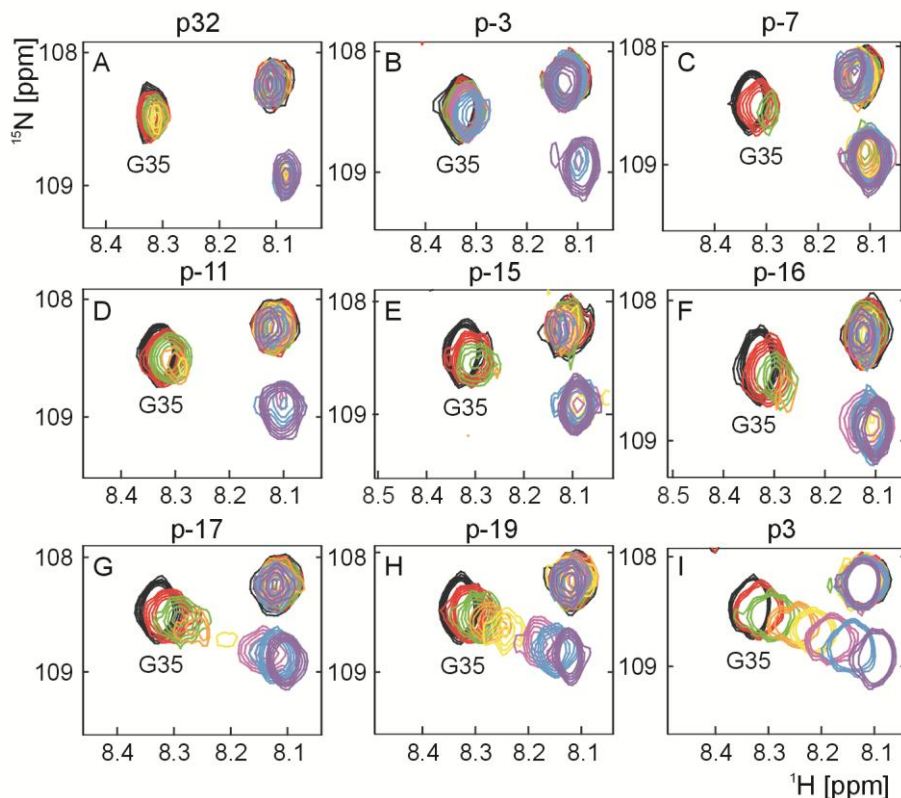 p32 p-3 p-7
108 A 108 B 108 C
¹⁵N [ppm]
G35 G35 G35
109 109 109
8.4 8.3 8.2 8.1 8.4 8.3 8.2 8.1 8.4 8.3 8.2 8.1
p-11 p-15 p-16
108 D 108 E 108 F
G35 G35 G35
109 109 109
8.4 8.3 8.2 8.1 8.5 8.4 8.3 8.2 8.1 8.5 8.4 8.3 8.2 8.1
p-17 p-19 p3
108 G 108 H 108 I
G35 G35 G35
109 109 109
8.4 8.3 8.2 8.1 8.4 8.3 8.2 8.1 8.4 8.3 8.2 8.1
¹H [ppm]